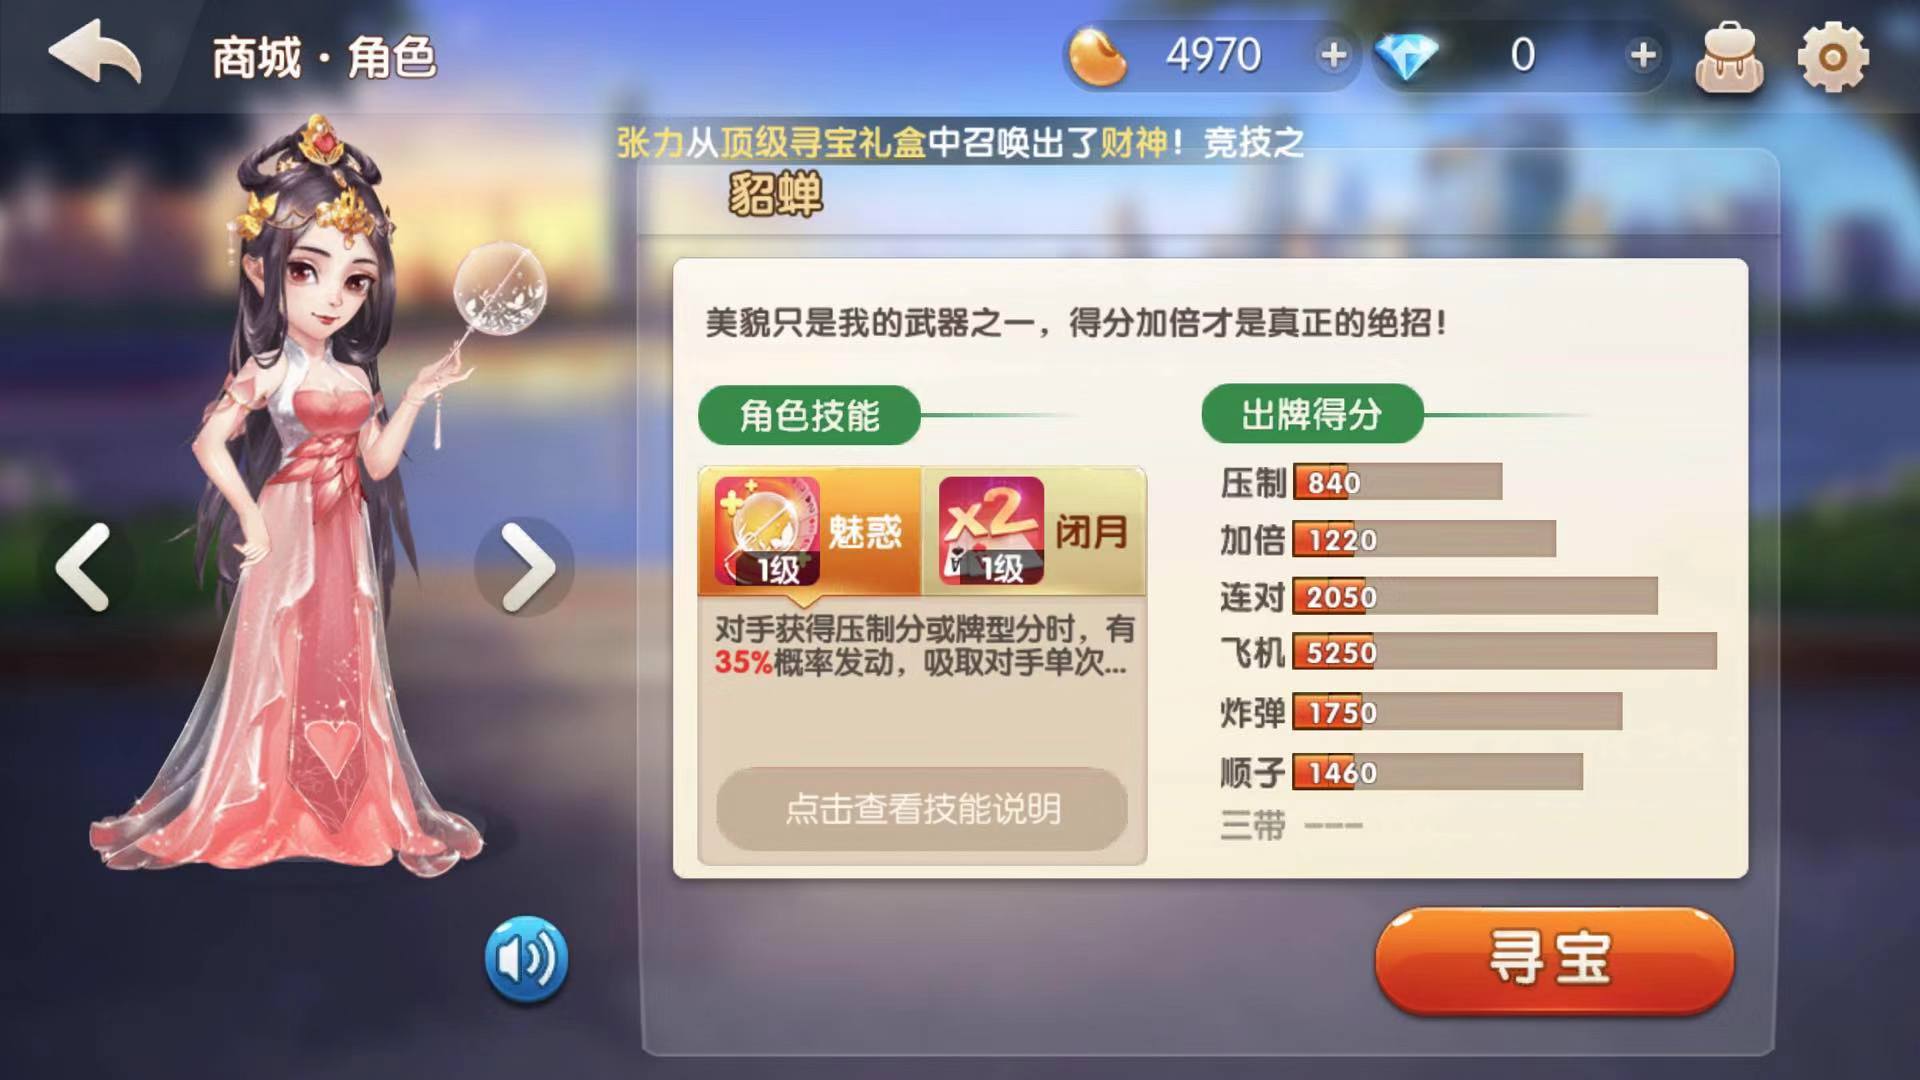 商城·角色
4970
0
张力从顶级寻宝礼盒中召唤出了财神！竞技之
貂蝉
美貌只是我的武器之一，得分加倍才是真正的绝招！
角色技能
魅惑
1级
x2
闭月
1级
对手获得压制分或牌型分时，有
35%概率发动，吸取对手单次...
点击查看技能说明
出牌得分
压制 840
加倍 1220
连对 2050
飞机 5250
炸弹 1750
顺子 1460
三带 ---
寻宝